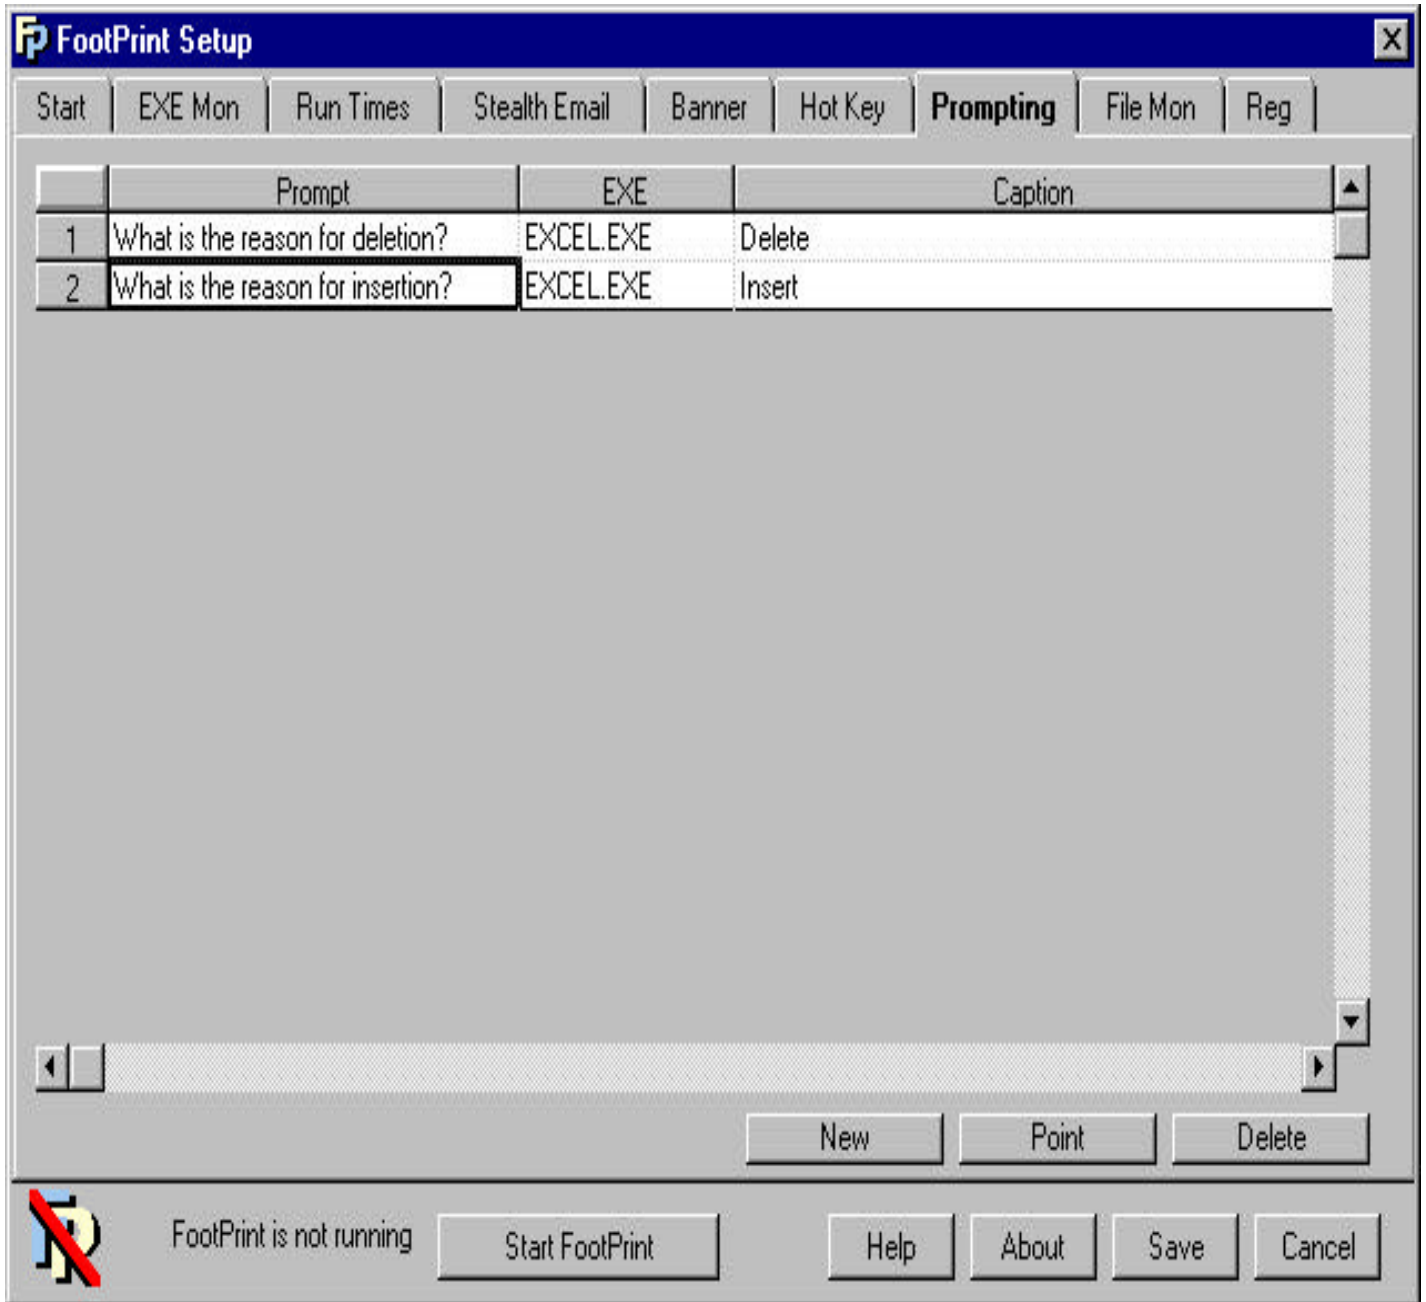 FP FootPrint Setup X
Start EXE Mon Run Times Stealth Email Banner Hot Key Prompting File Mon Reg
Prompt EXE Caption
1 What is the reason for deletion? EXCEL.EXE Delete
2 What is the reason for insertion? EXCEL.EXE Insert
New Point Delete
FP FootPrint is not running Start FootPrint Help About Save Cancel